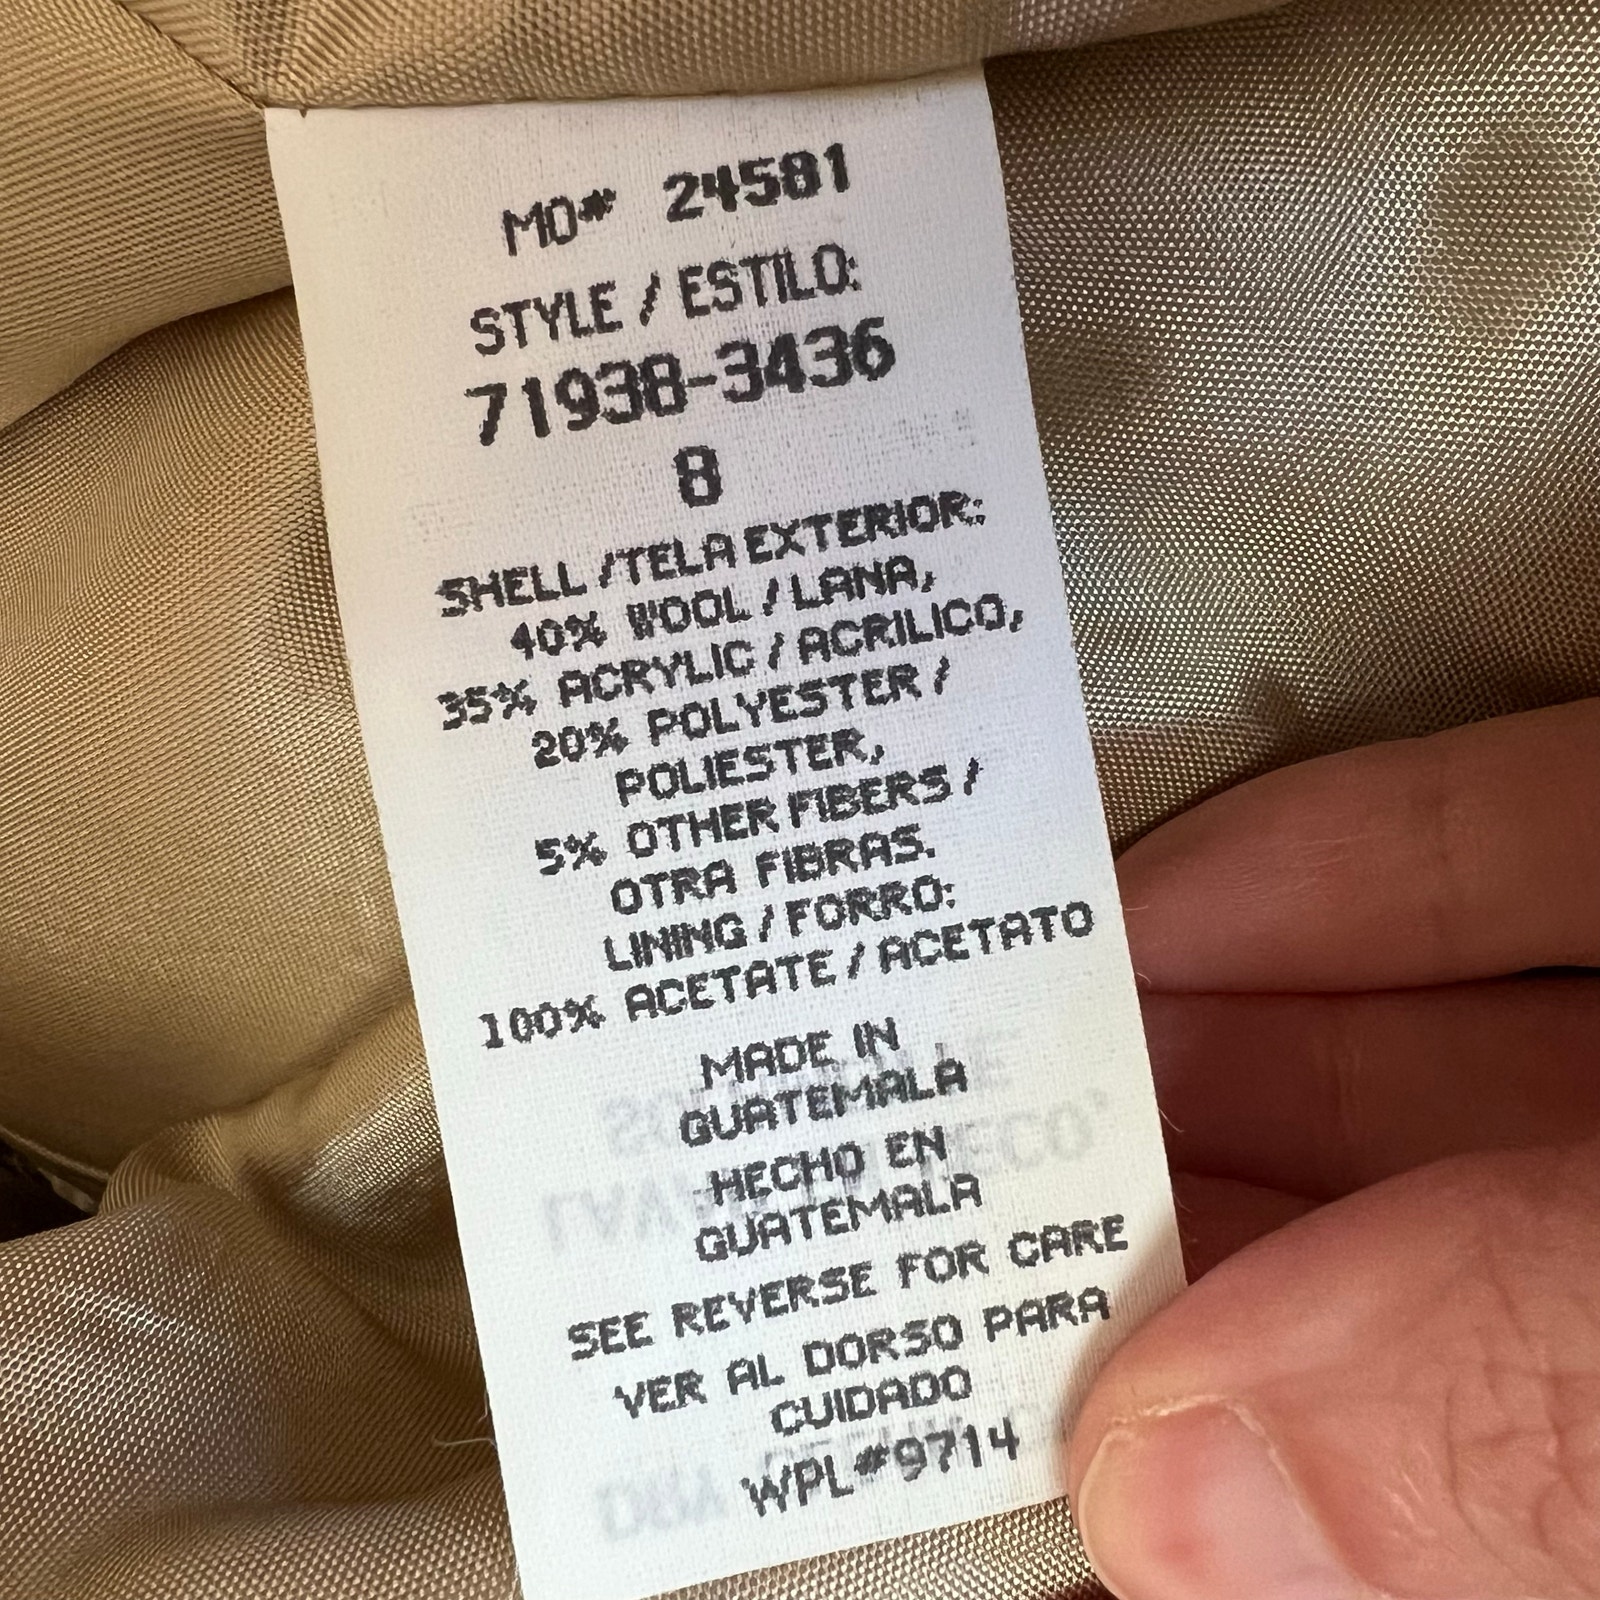 MO# 24581
STYLE / ESTILO:
71938-3436
8
SHELL / TELA EXTERIOR:
40% WOOL / LANA,
35% ACRYLIC / ACRILICO,
20% POLYESTER /
POLIESTER,
5% OTHER FIBERS /
OTRA FIBRAS.
LINING / FORRO:
100% ACETATE / ACETATO
MADE IN
GUATEMALA
HECHO EN
GUATEMALA
SEE REVERSE FOR CARE
VER AL DORSO PARA
CUIDADO
WPL#9714